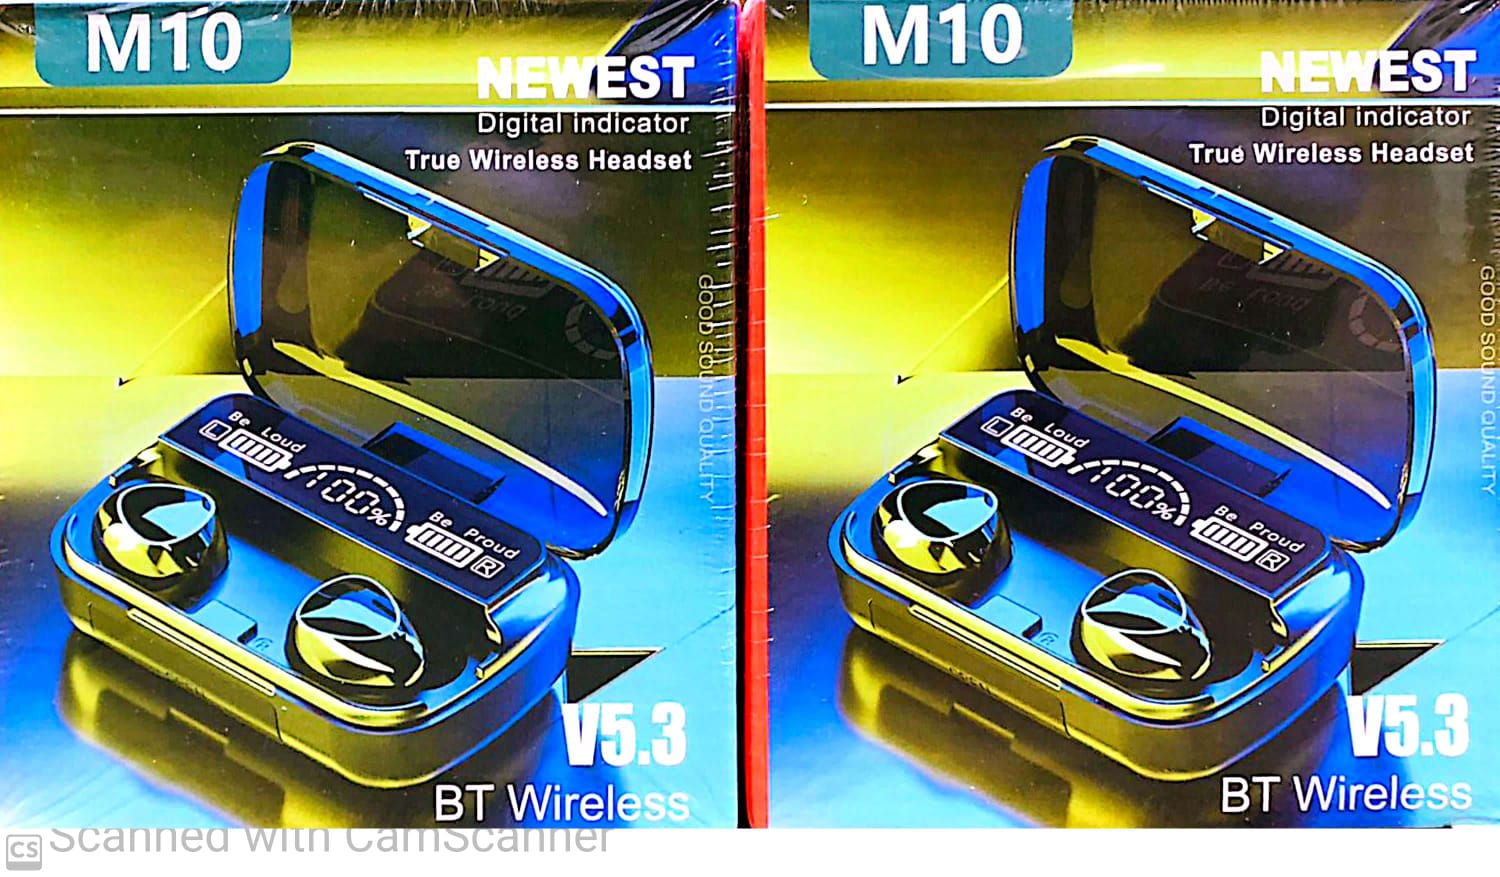 M10
NEWEST
Digital indicator
True Wireless Headset
GOOD SOUND QUALITY
Be Loud
L
100%
Be Proud
R
V5.3
BT Wireless
M10
NEWEST
Digital indicator
True Wireless Headset
GOOD SOUND QUALITY
Be Loud
L
100%
Be Proud
R
V5.3
BT Wireless
CS Scanned with CamScanner